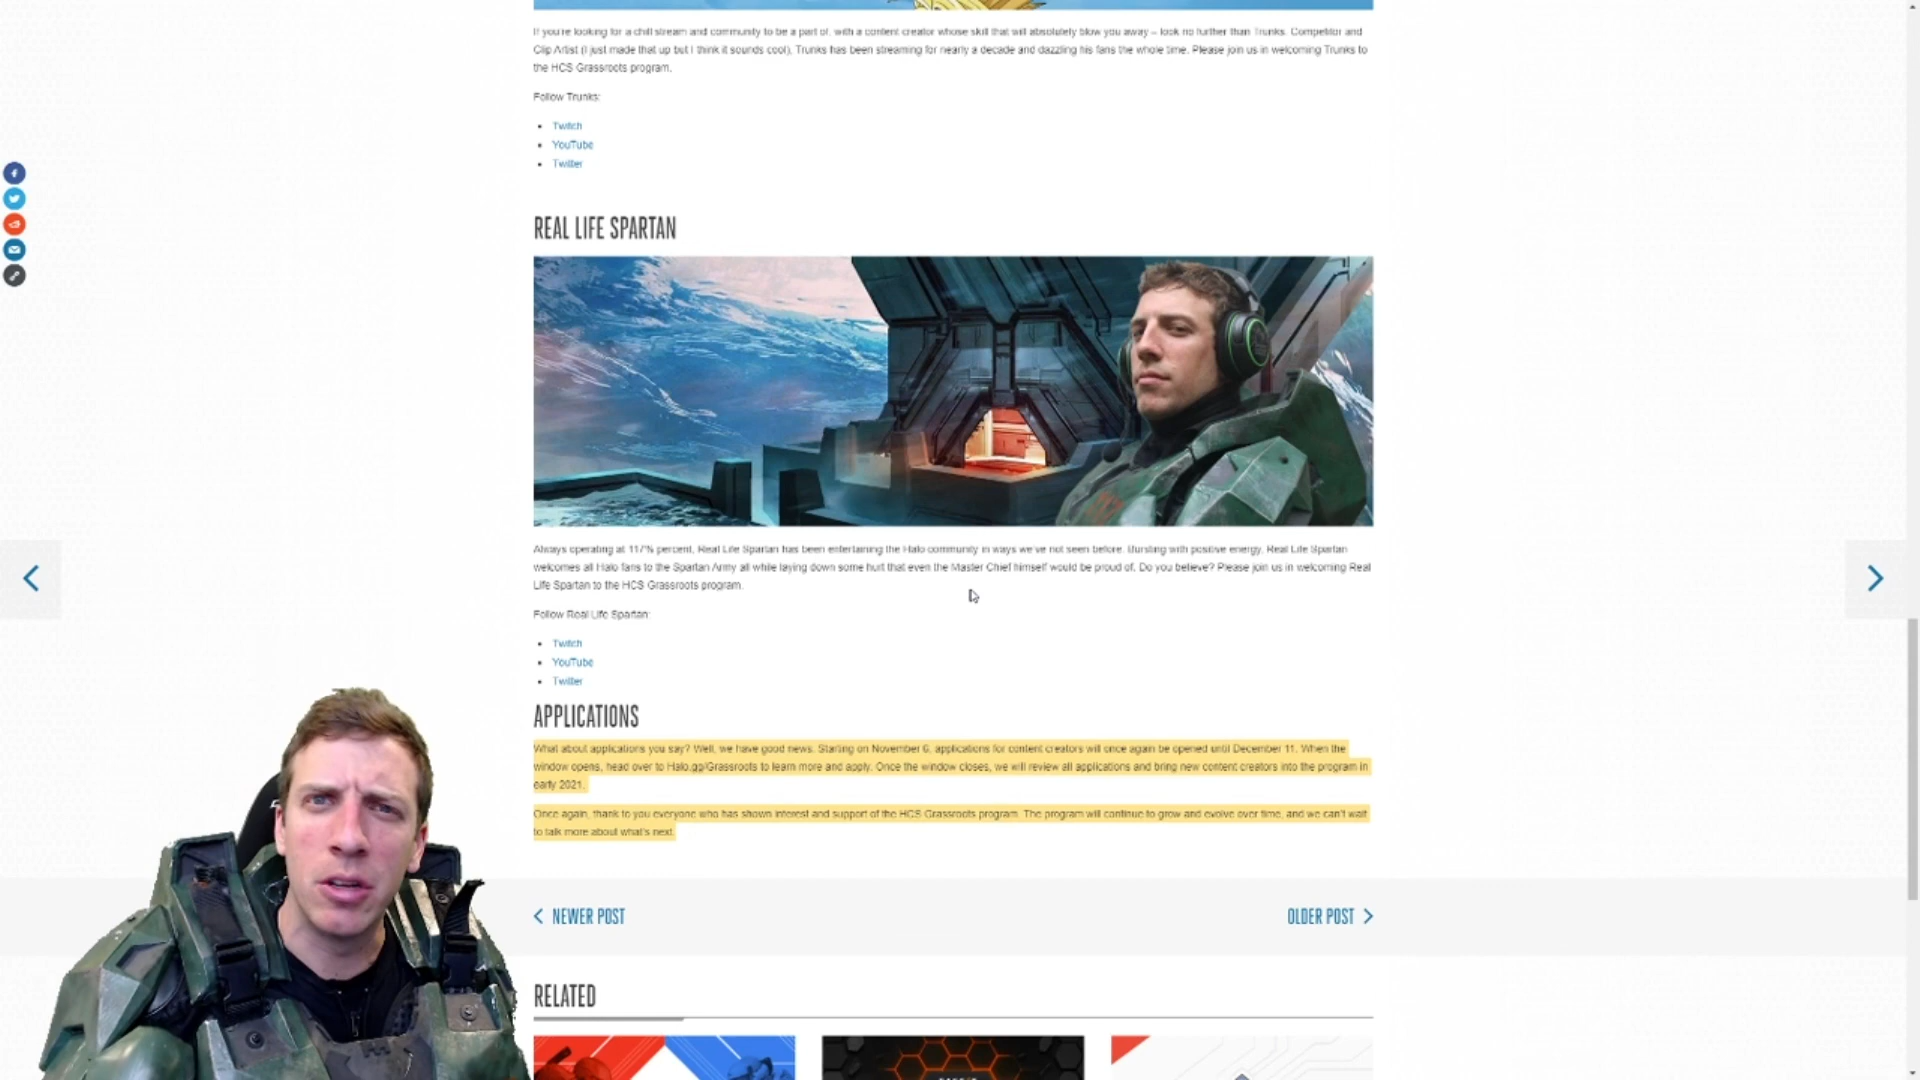 If you're looking for a chill stream and community to be a part of, with a content creator whose skill that will absolutely blow you away – look no further than Trunks. Competitor and
Clip Artist (I just made that up but I think it sounds cool), Trunks has been streaming for nearly a decade and dazzling his fans the whole time. Please join us in welcoming Trunks to
the HCS Grassroots program.
Follow Trunks:
Twitch
YouTube
Twitter
REAL LIFE SPARTAN
Always operating at 117% percent, Real Life Spartan has been entertaining the Halo community in ways we've not seen before. Bursting with positive energy, Real Life Spartan
welcomes all Halo fans to the Spartan Army all while laying down some hurt that even the Master Chief himself would be proud of. Do you believe? Please join us in welcoming Real
Life Spartan to the HCS Grassroots program.
Follow Real Life Spartan:
Twitch
YouTube
Twitter
APPLICATIONS
What about applications you say? Well, we have good news. Starting on November 6, applications for content creators will once again be opened until December 11. When the
window opens, head over to Halo.gg/Grassroots to learn more and apply. Once the window closes, we will review all applications and bring new content creators into the program in
early 2021.
Once again, thank to you everyone who has shown interest and support of the HCS Grassroots program. The program will continue to grow and evolve over time, and we can't wait
to talk more about what's next.
NEWER POST
OLDER POST
RELATED